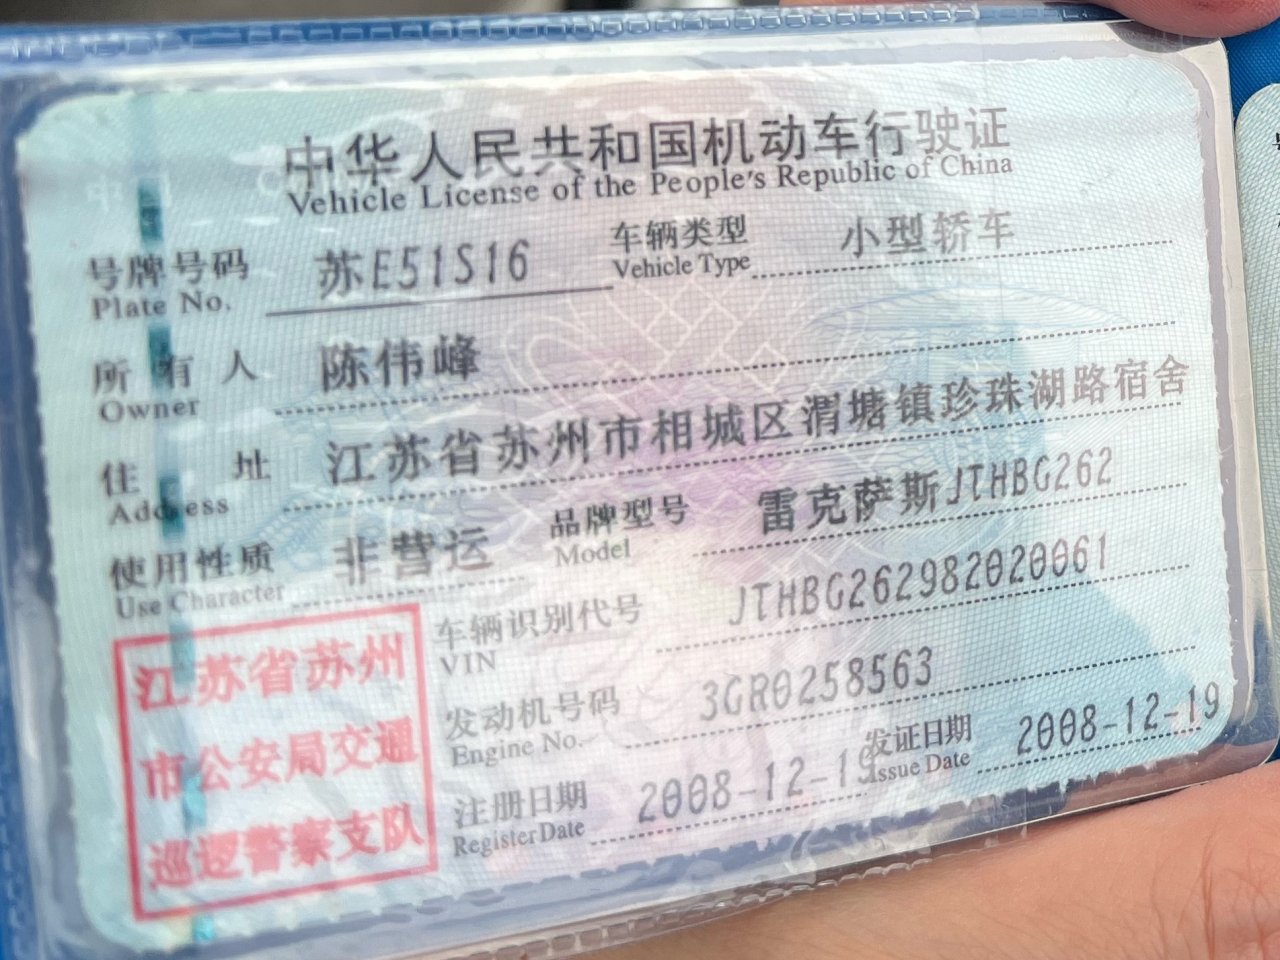 中华人民共和国机动车行驶证
Vehicle License of the People's Republic of China
号牌号码 苏E51S16 车辆类型 小型轿车
Plate No. Vehicle Type
所有人 陈伟峰
Owner
住址 江苏省苏州市相城区渭塘镇珍珠湖路宿舍
Address
使用性质 非营运 品牌型号 雷克萨斯JTHBG262
Use Character Model
车辆识别代号 JTHBG262982020061
VIN
发动机号码 3GR0258563
Engine No.
注册日期 2008-12-19 发证日期 2008-12-19
Register Date Issue Date
江苏省苏州
市公安局交通
巡逻警察支队